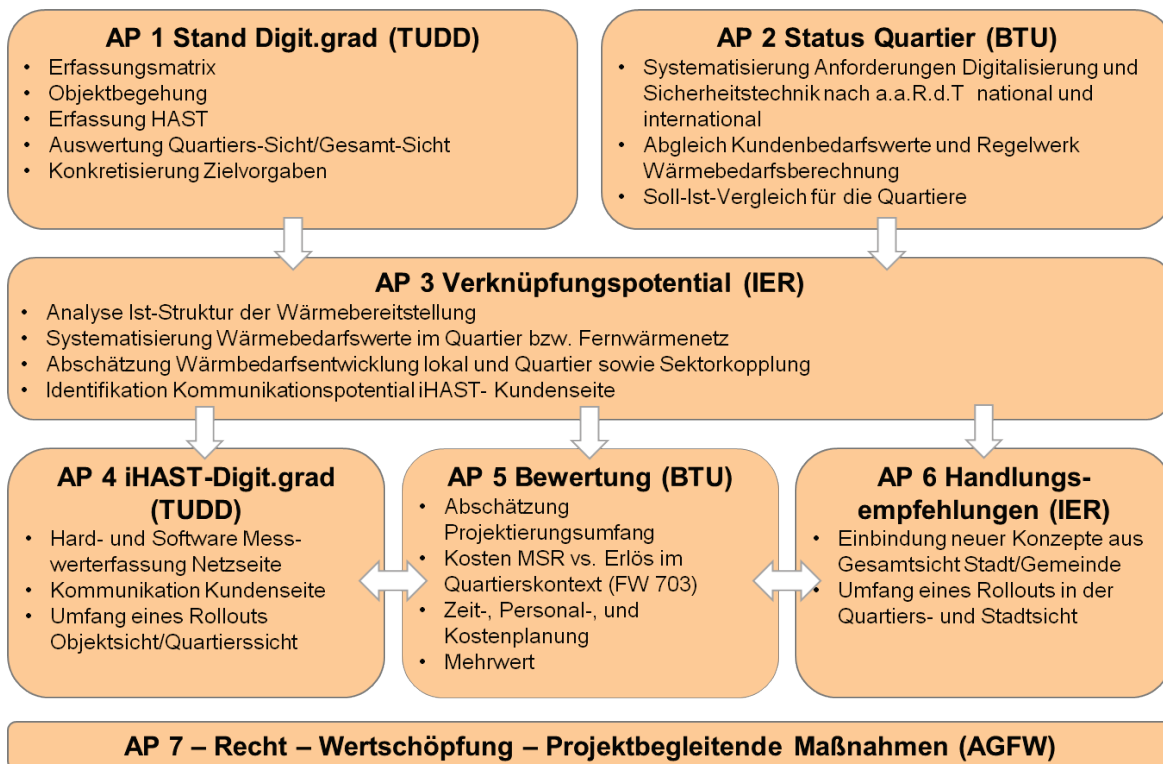 AP 1 Stand Digit.grad (TUDD)
• Erfassungsmatrix
• Objektbegehung
• Erfassung HAST
• Auswertung Quartiers-Sicht/Gesamt-Sicht
• Konkretisierung Zielvorgaben
AP 2 Status Quartier (BTU)
• Systematisierung Anforderungen Digitalisierung und
Sicherheitstechnik nach a.a.R.d.T national und
international
• Abgleich Kundenbedarfswerte und Regelwerk
Wärmebedarfsberechnung
• Soll-Ist-Vergleich für die Quartiere
AP 3 Verknüpfungspotential (IER)
• Analyse Ist-Struktur der Wärmebereitstellung
• Systematisierung Wärmebedarfswerte im Quartier bzw. Fernwärmenetz
• Abschätzung Wärmbedarfsentwicklung lokal und Quartier sowie Sektorkopplung
• Identifikation Kommunikationspotential iHAST- Kundenseite
AP 4 iHAST-Digit.grad
(TUDD)
• Hard- und Software Mess-
werterfassung Netzseite
• Kommunikation Kundenseite
• Umfang eines Rollouts
Objektsicht/Quartierssicht
AP 5 Bewertung (BTU)
• Abschätzung
Projektierungsumfang
• Kosten MSR vs. Erlös im
Quartierskontext (FW 703)
• Zeit-, Personal-, und
Kostenplanung
• Mehrwert
AP 6 Handlungs-
empfehlungen (IER)
• Einbindung neuer Konzepte aus
Gesamtsicht Stadt/Gemeinde
• Umfang eines Rollouts in der
Quartiers- und Stadtsicht
AP 7 – Recht – Wertschöpfung – Projektbegleitende Maßnahmen (AGFW)